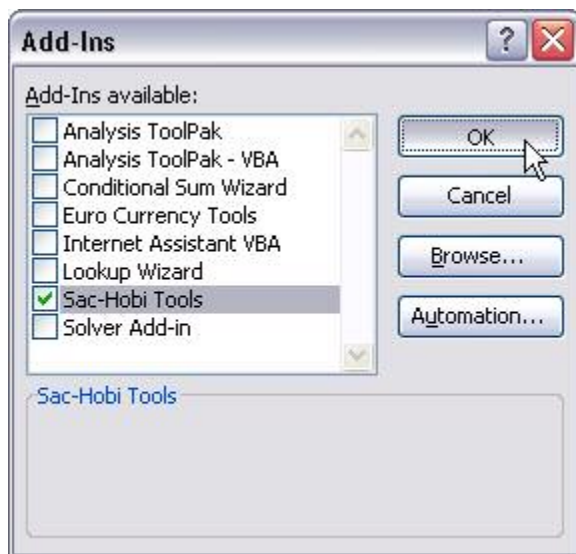 Add-Ins
?
Add-Ins available:
Analysis ToolPak
Analysis ToolPak - VBA
Conditional Sum Wizard
Euro Currency Tools
Internet Assistant VBA
Lookup Wizard
Sac-Hobi Tools
Solver Add-in
OK
Cancel
Browse...
Automation...
Sac-Hobi Tools